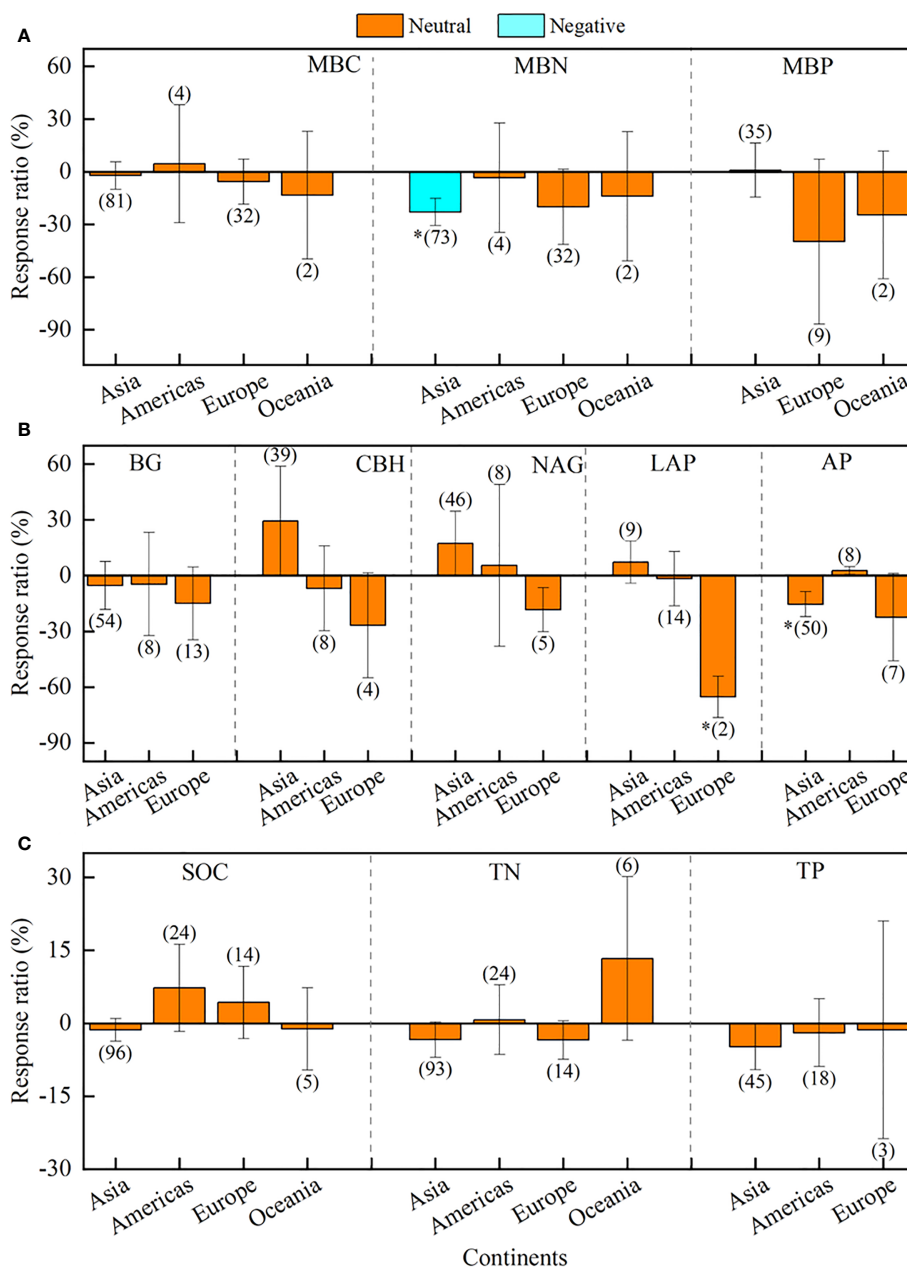 Neutral Negative
A
MBC MBN MBP
60
30
0
-30
-60
-90
Response ratio (%)
(81) (4) (32) (2) *(73) (4) (32) (2) (35) (9) (2)
Asia Americas Europe Oceania Asia Americas Europe Oceania Asia Europe Oceania
B
BG CBH NAG LAP AP
60
30
0
-30
-60
-90
Response ratio (%)
(54) (8) (13) (39) (8) (4) (46) (8) (5) (9) (14) *(2) *(50) (8) (7)
Asia Americas Europe Asia Americas Europe Asia Americas Europe Asia Americas Europe Asia Americas Europe
C
SOC TN TP
30
15
0
-15
-30
Response ratio (%)
(96) (24) (14) (5) (93) (24) (14) (6) (45) (18) (3)
Asia Americas Europe Oceania Asia Americas Europe Oceania Asia Americas Europe
Continents